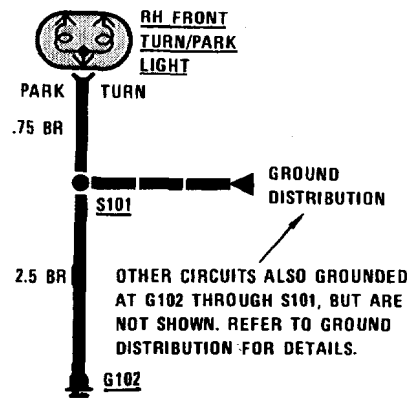 RH FRONT
TURN/PARK
LIGHT
PARK TURN
.75 BR
GROUND
DISTRIBUTION
S101
2.5 BR
OTHER CIRCUITS ALSO GROUNDED
AT G102 THROUGH S101, BUT ARE
NOT SHOWN. REFER TO GROUND
DISTRIBUTION FOR DETAILS.
G102